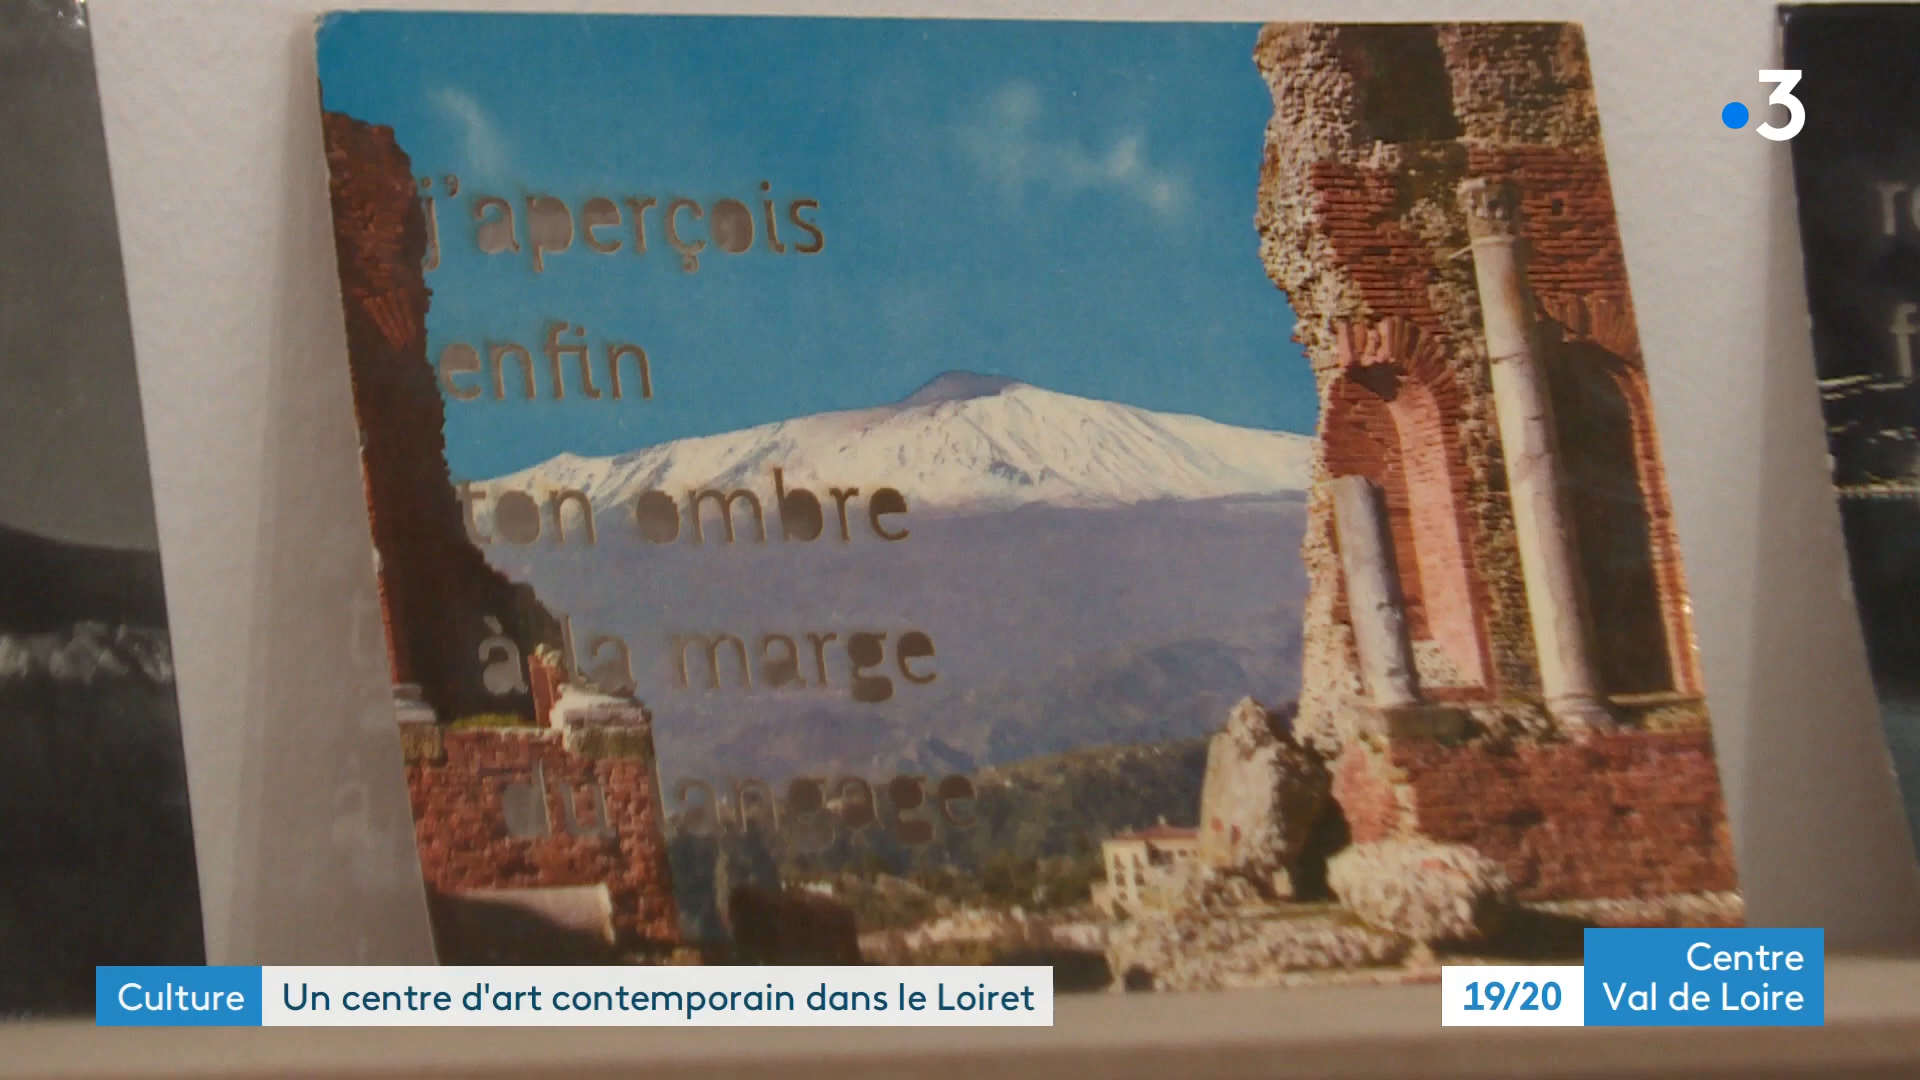 3
j'aperçois
enfin
ton ombre
à la marge
du langage
Culture
Un centre d'art contemporain dans le Loiret
19/20
Centre
Val de Loire